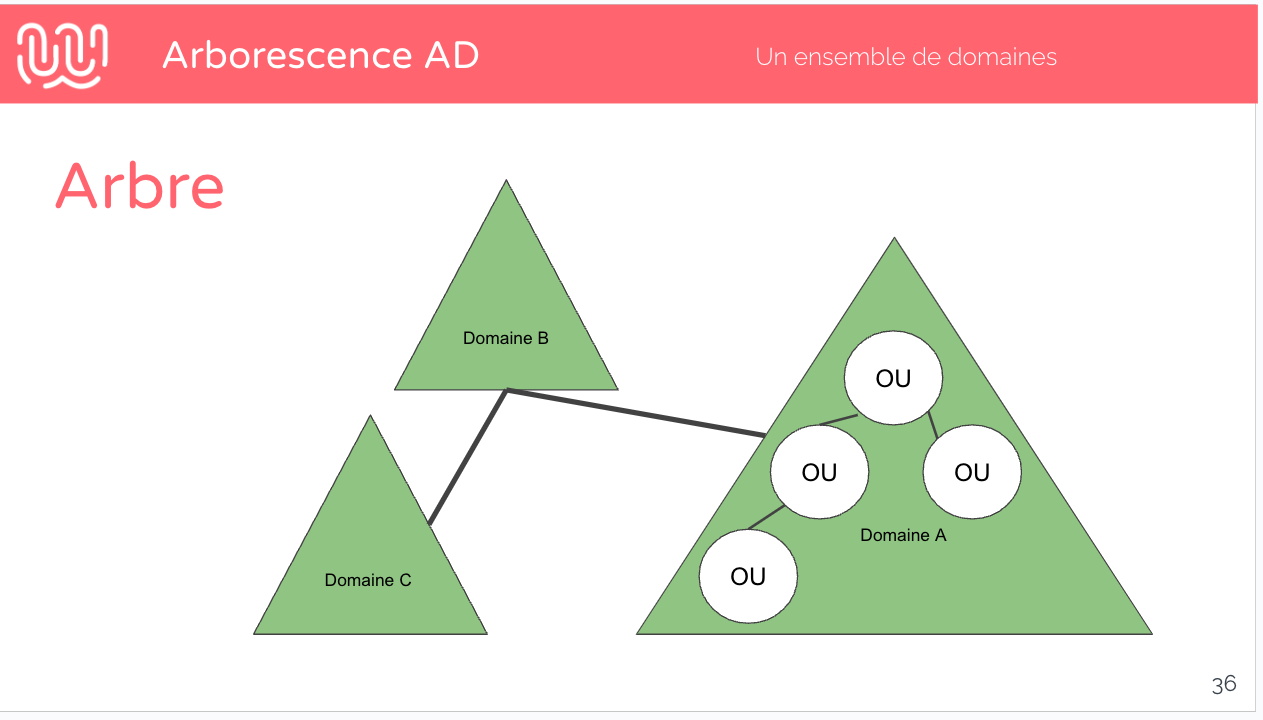 Arborescence AD
Un ensemble de domaines
Arbre
Domaine B
OU
OU
OU
Domaine A
OU
Domaine C
36